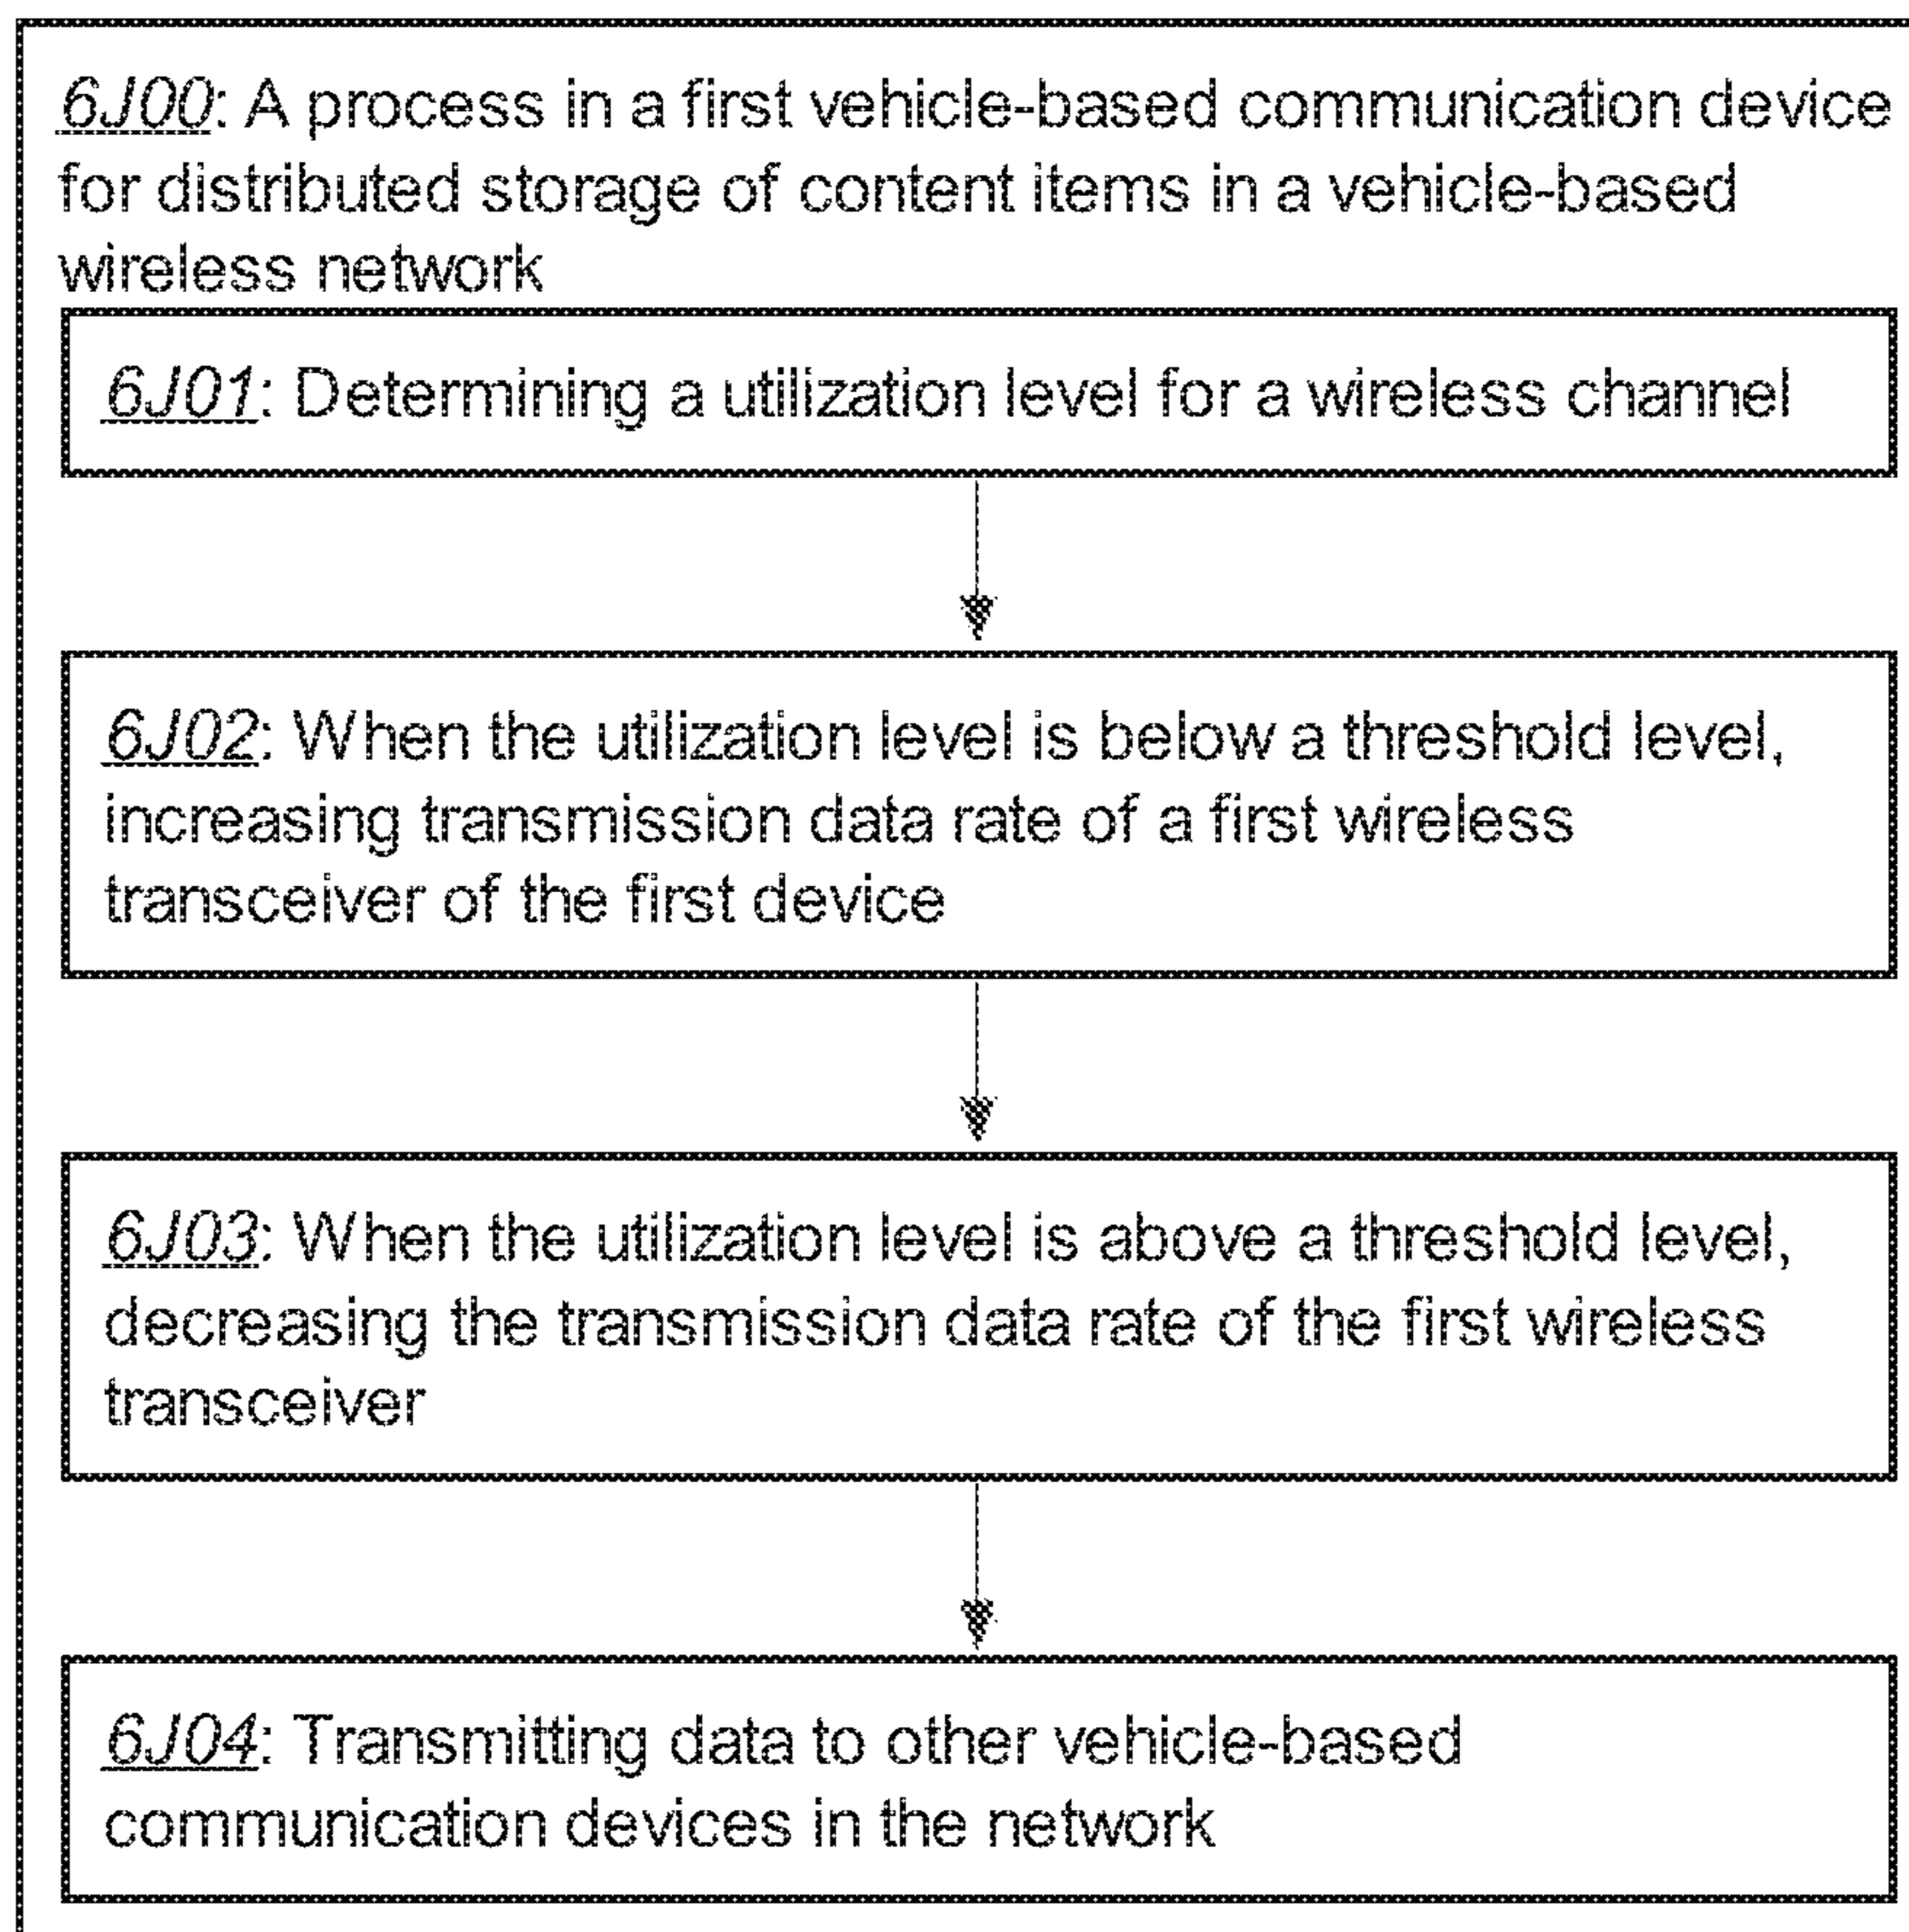 6J00: A process in a first vehicle-based communication device
for distributed storage of content items in a vehicle-based
wireless network
6J01: Determining a utilization level for a wireless channel
6J02: When the utilization level is below a threshold level,
increasing transmission data rate of a first wireless
transceiver of the first device
6J03: When the utilization level is above a threshold level,
decreasing the transmission data rate of the first wireless
transceiver
6J04: Transmitting data to other vehicle-based
communication devices in the network